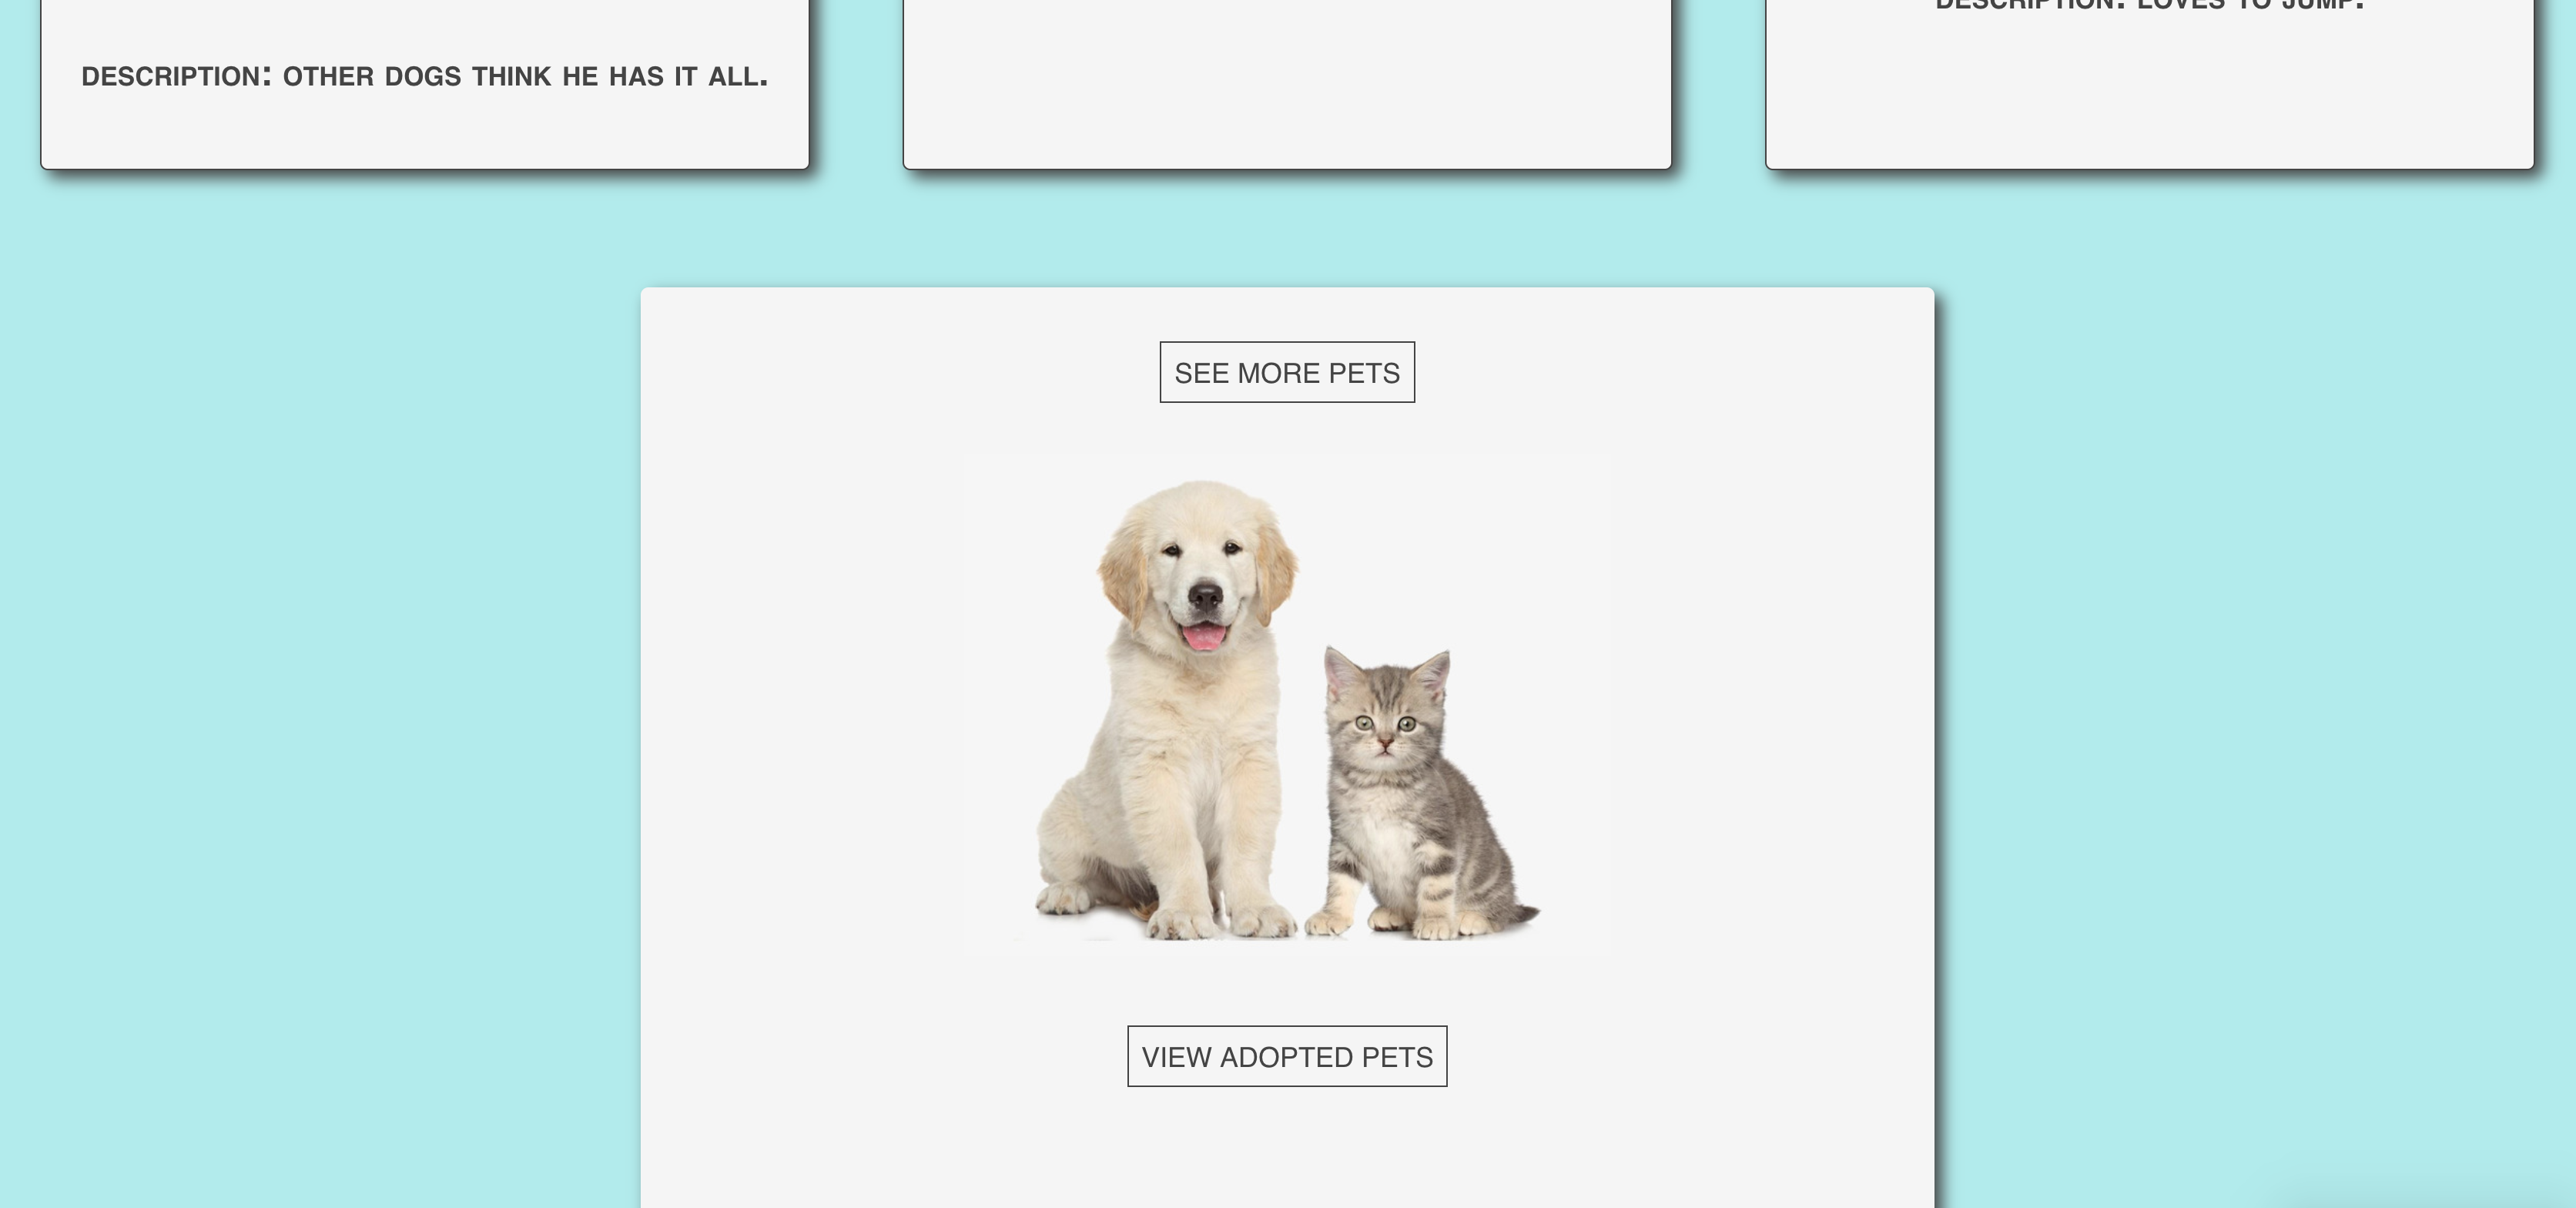 DESCRIPTION: LOVES TO JUMP.
DESCRIPTION: OTHER DOGS THINK HE HAS IT ALL.
SEE MORE PETS
VIEW ADOPTED PETS